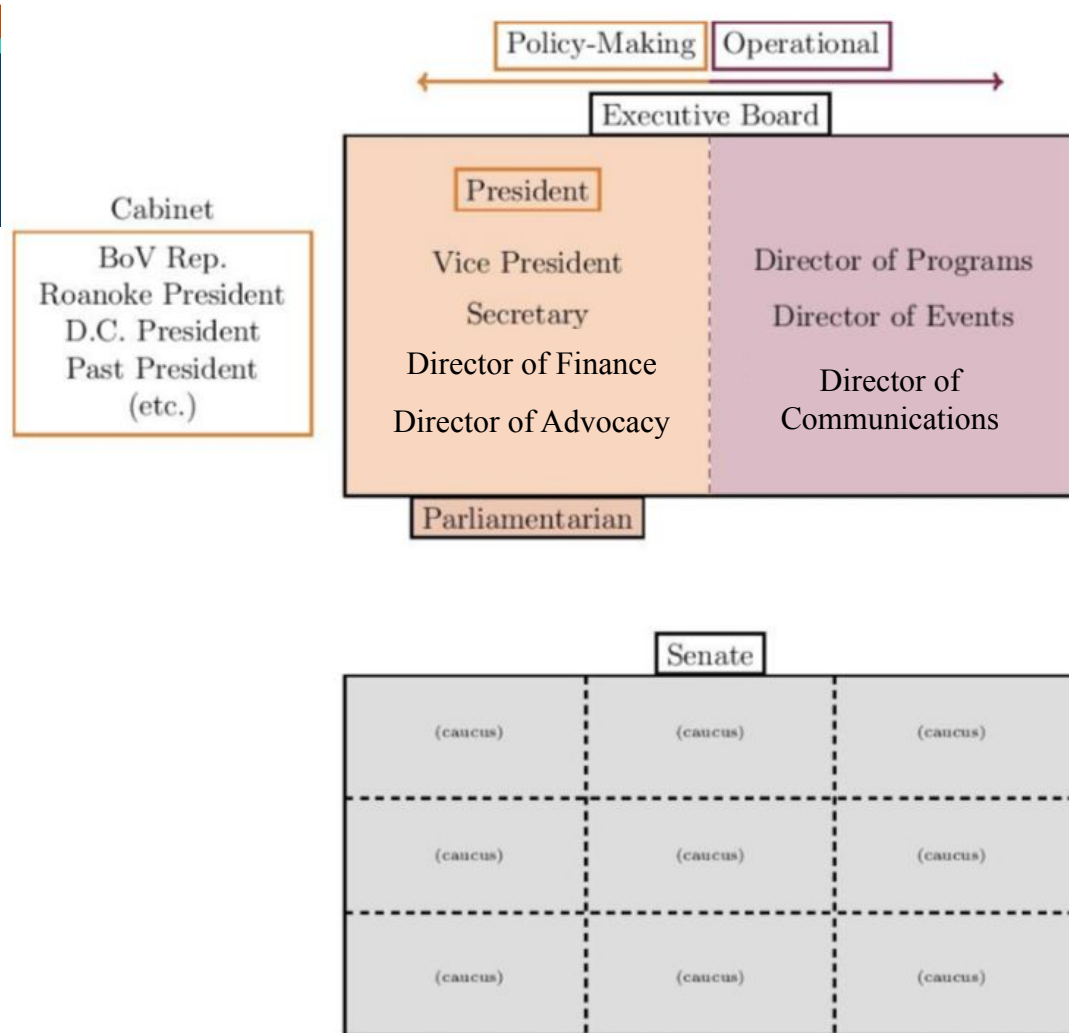 Policy-Making
Operational
Executive Board
Cabinet
BoV Rep.
Roanoke President
D.C. President
Past President
(etc.)
President
Vice President
Secretary
Director of Finance
Director of Advocacy
Director of Programs
Director of Events
Director of
Communications
Parliamentarian
Senate
(caucus)
(caucus)
(caucus)
(caucus)
(caucus)
(caucus)
(caucus)
(caucus)
(caucus)